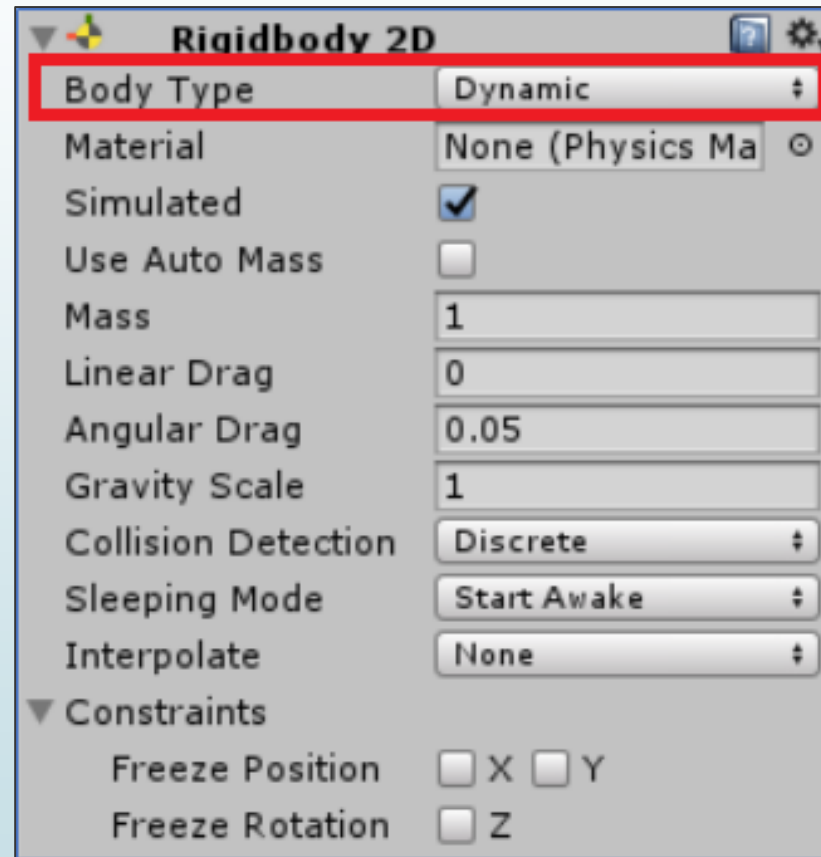 Rigidbody 2D
Body Type Dynamic
Material None (Physics Ma
Simulated
Use Auto Mass
Mass 1
Linear Drag 0
Angular Drag 0.05
Gravity Scale 1
Collision Detection Discrete
Sleeping Mode Start Awake
Interpolate None
Constraints
Freeze Position X Y
Freeze Rotation Z